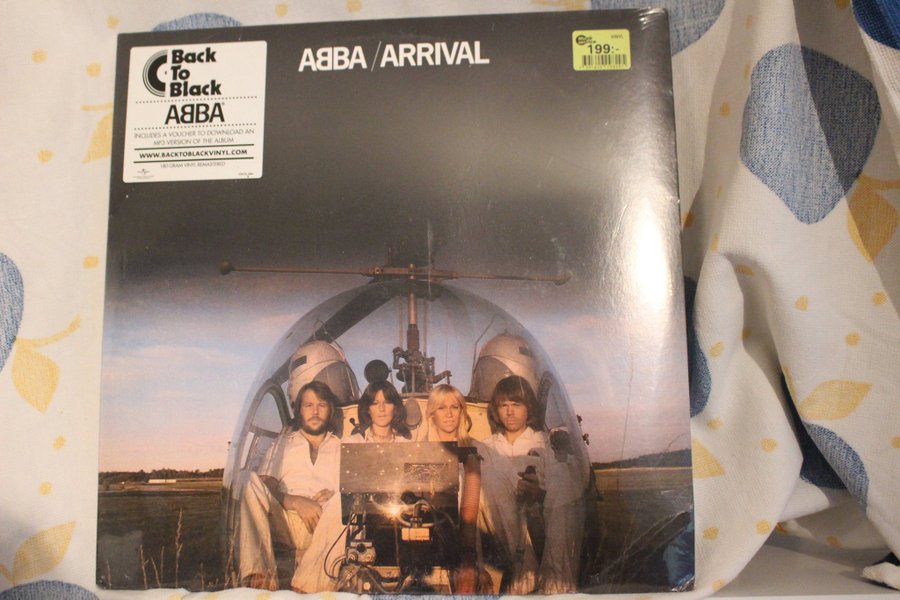 ABBA/ARRIVAL
Back
To
Black
ABBA
INCLUDES A VOUCHER TO DOWNLOAD AN
MP3 VERSION OF THE ALBUM
WWW.BACKTOBLACKVINYL.COM
180 GRAM VINYL REMASTERED
VINYL
199:-